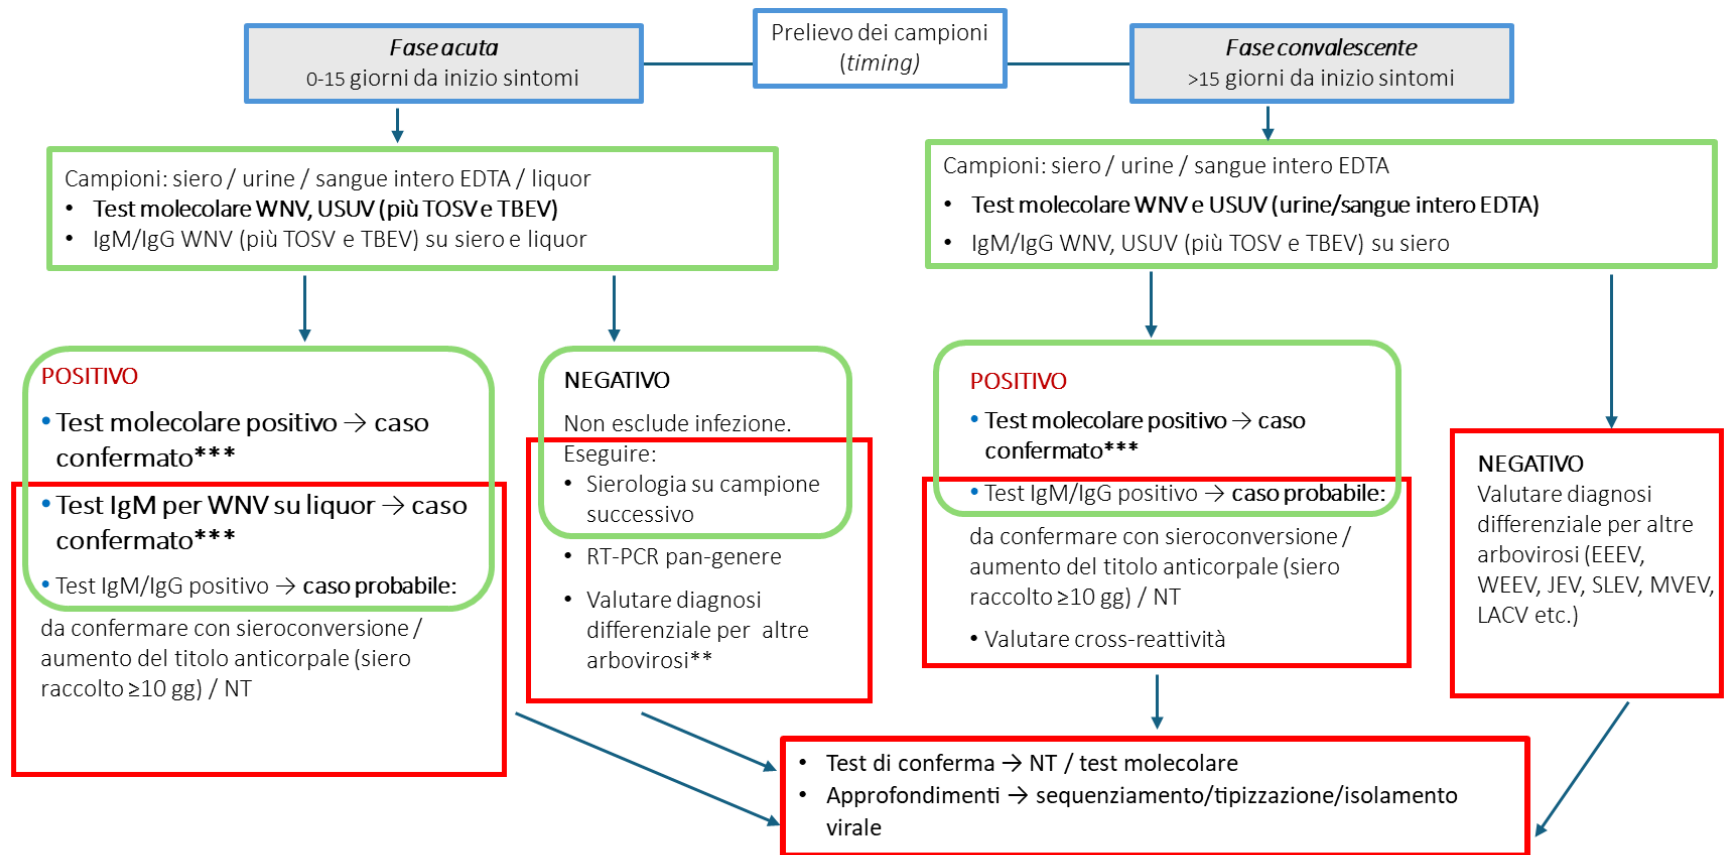 Prelievo dei campioni
(timing)
Fase acuta
0-15 giorni da inizio sintomi
Fase convalescente
>15 giorni da inizio sintomi
Campioni: siero / urine / sangue intero EDTA / liquor
• Test molecolare WNV, USUV (più TOSV e TBEV)
• IgM/IgG WNV (più TOSV e TBEV) su siero e liquor
Campioni: siero / urine / sangue intero EDTA
• Test molecolare WNV e USUV (urine/sangue intero EDTA)
• IgM/IgG WNV, USUV (più TOSV e TBEV) su siero
POSITIVO
• Test molecolare positivo → caso
confermato***
• Test IgM per WNV su liquor → caso
confermato***
• Test IgM/IgG positivo → caso probabile:
da confermare con sieroconversione /
aumento del titolo anticorpale (siero
raccolto ≥10 gg) / NT
NEGATIVO
Non esclude infezione.
Eseguire:
• Sierologia su campione
successivo
• RT-PCR pan-genere
• Valutare diagnosi
differenziale per altre
arbovirosi**
POSITIVO
• Test molecolare positivo → caso
confermato***
• Test IgM/IgG positivo → caso probabile:
da confermare con sieroconversione /
aumento del titolo anticorpale (siero
raccolto ≥10 gg) / NT
• Valutare cross-reattività
NEGATIVO
Valutare diagnosi
differenziale per altre
arbovirosi (EEEV,
WEEV, JEV, SLEV, MVEV,
LACV etc.)
• Test di conferma → NT / test molecolare
• Approfondimenti → sequenziamento/tipizzazione/isolamento
virale